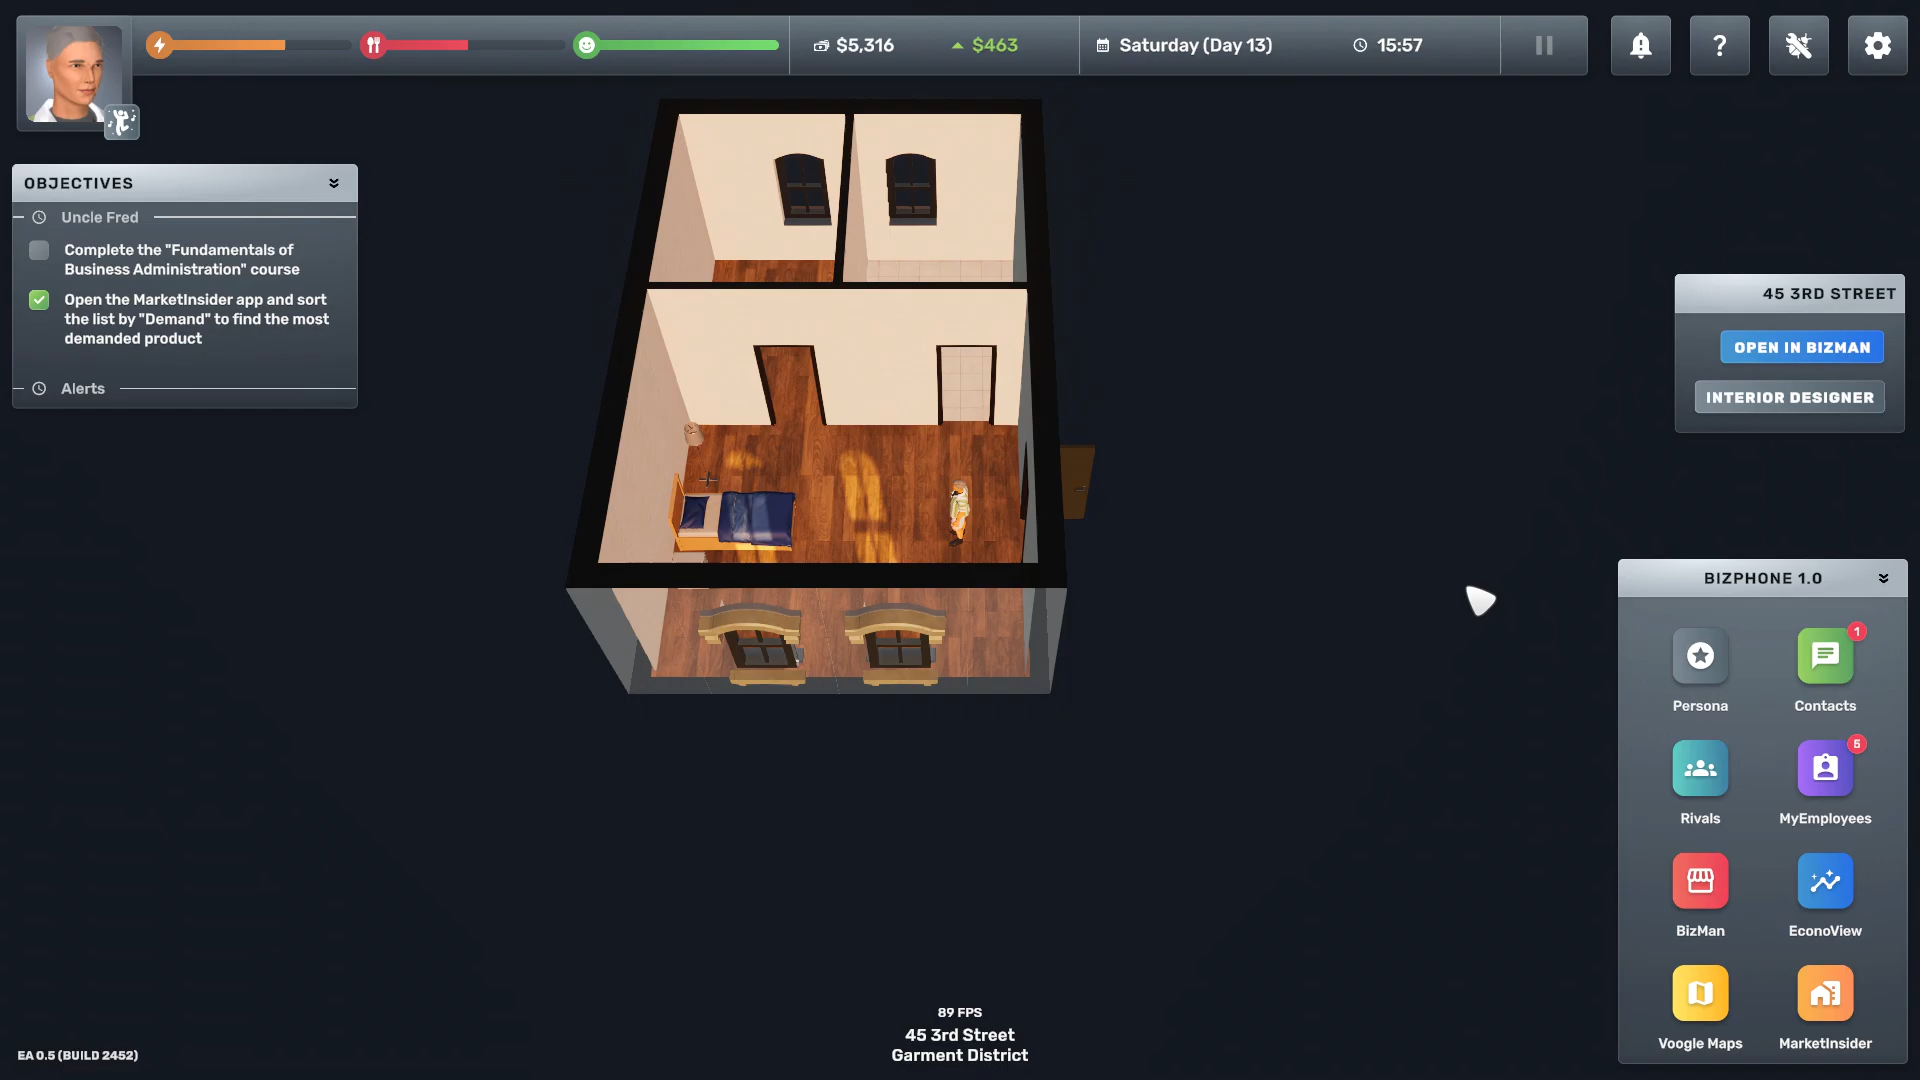 $5,316
$463
Saturday (Day 13)
15:57
?
OBJECTIVES
Uncle Fred
Complete the "Fundamentals of
Business Administration" course
Open the MarketInsider app and sort
the list by "Demand" to find the most
demanded product
Alerts
45 3RD STREET
OPEN IN BIZMAN
INTERIOR DESIGNER
BIZPHONE 1.0
1
Persona
Contacts
5
Rivals
MyEmployees
BizMan
EconoView
Voogle Maps
MarketInsider
89 FPS
45 3rd Street
Garment District
EA 0.5 (BUILD 2452)